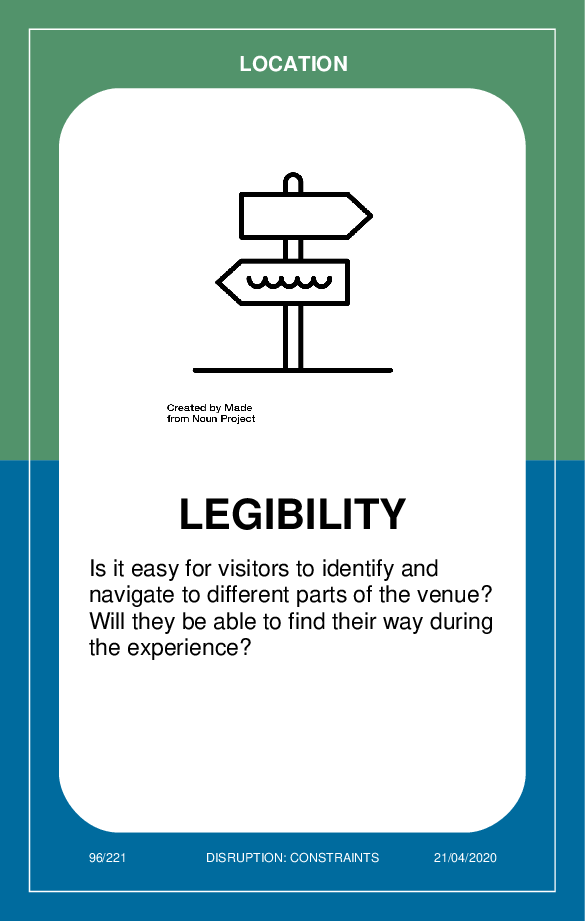 LOCATION
Created by Made
from Noun Project
LEGIBILITY
Is it easy for visitors to identify and
navigate to different parts of the venue?
Will they be able to find their way during
the experience?
96/221 DISRUPTION: CONSTRAINTS 21/04/2020